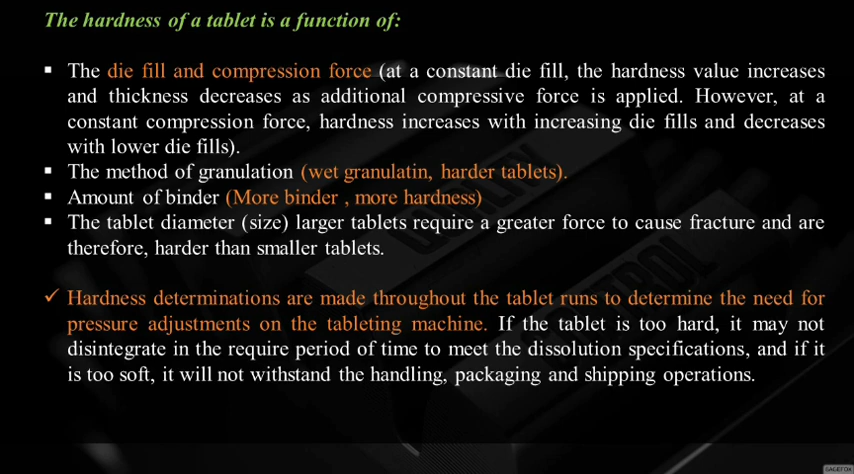 The hardness of a tablet is a function of:
▪ The die fill and compression force (at a constant die fill, the hardness value increases
and thickness decreases as additional compressive force is applied. However, at a
constant compression force, hardness increases with increasing die fills and decreases
with lower die fills).
▪ The method of granulation (wet granulatin, harder tablets).
▪ Amount of binder (More binder , more hardness)
▪ The tablet diameter (size) larger tablets require a greater force to cause fracture and are
therefore, harder than smaller tablets.
✓ Hardness determinations are made throughout the tablet runs to determine the need for
pressure adjustments on the tableting machine. If the tablet is too hard, it may not
disintegrate in the require period of time to meet the dissolution specifications, and if it
is too soft, it will not withstand the handling, packaging and shipping operations.
QUALITY
CONTROL
SAGEFOX